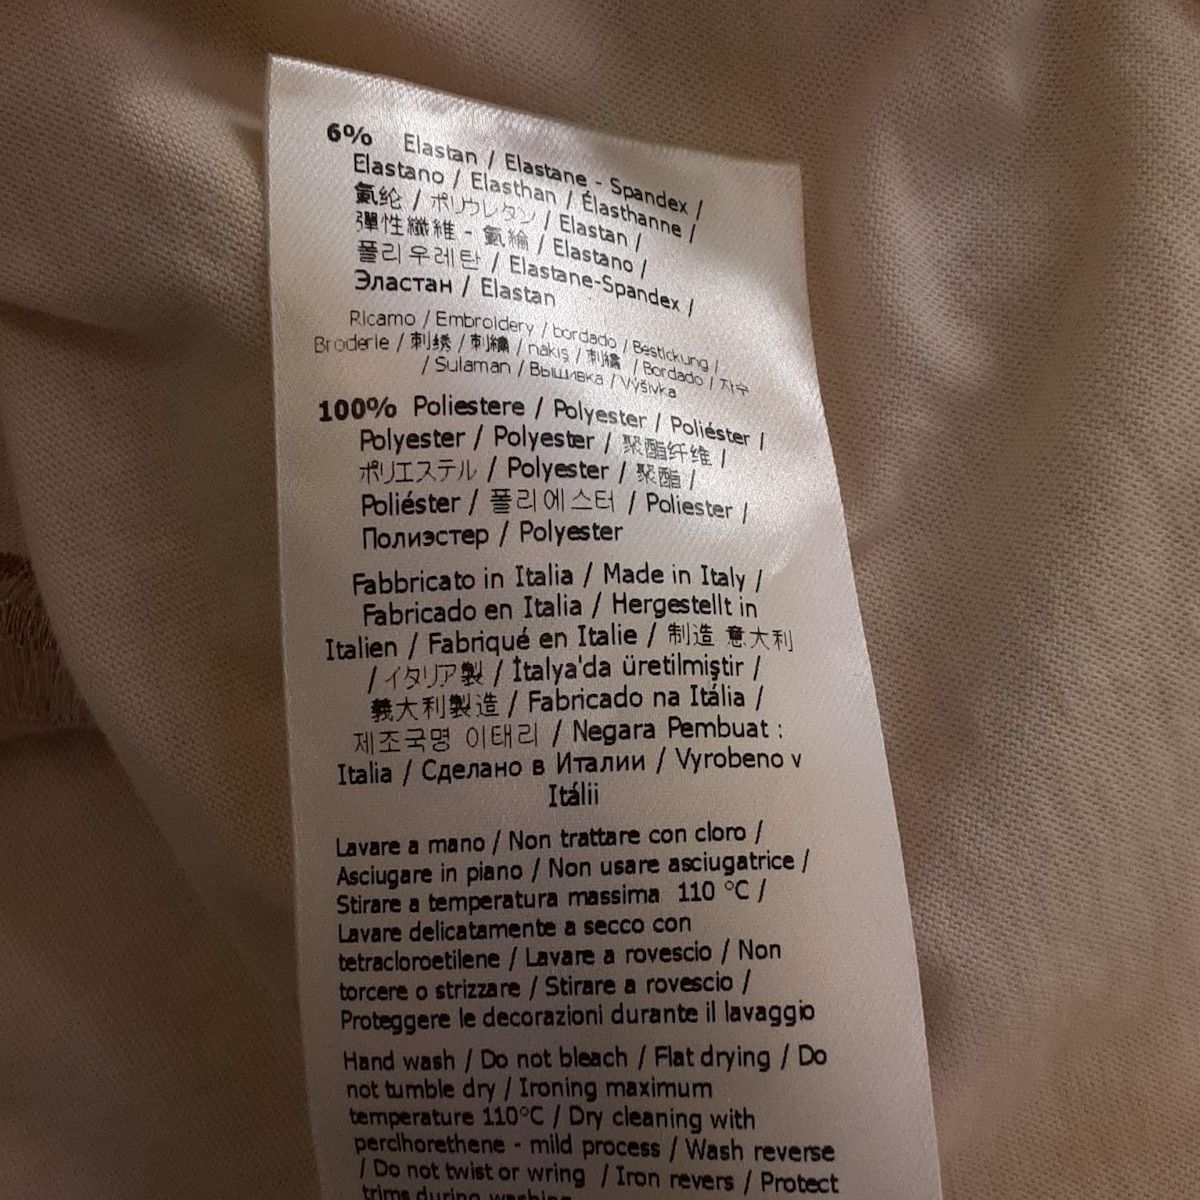 6% Elastan / Elastane - Spandex /
Elastano / Elasthan / Élasthanne /
氨纶 / ポリウレタン / Elastan /
彈性纖維 - 氨綸 / Elastano /
폴리우레탄 / Elastane-Spandex /
Эластан / Elastan
Ricamo / Embroidery / bordado / Bestickung /
Broderie / 刺绣 / 刺繍 / nakış / 刺繡 / Bordado / 자수
/ Sulaman / Вышивка / Výšivka
100% Poliestere / Polyester / Poliéster /
Polyester / Polyester / 聚酯纤维 /
ポリエステル / Polyester / 聚酯 /
Poliéster / 폴리에스터 / Poliester /
Полиэстер / Polyester
Fabbricato in Italia / Made in Italy /
Fabricado en Italia / Hergestellt in
Italien / Fabriqué en Italie / 制造 意大利
/ イタリア製 / İtalya'da üretilmiştir /
義大利製造 / Fabricado na Itália /
제조국명 이태리 / Negara Pembuat :
Italia / Сделано в Италии / Vyrobeno v
Itálii
Lavare a mano / Non trattare con cloro /
Asciugare in piano / Non usare asciugatrice /
Stirare a temperatura massima 110 °C /
Lavare delicatamente a secco con
tetracloroetilene / Lavare a rovescio / Non
torcere o strizzare / Stirare a rovescio /
Proteggere le decorazioni durante il lavaggio
Hand wash / Do not bleach / Flat drying / Do
not tumble dry / Ironing maximum
temperature 110°C / Dry cleaning with
perclhorethene - mild process / Wash reverse
/ Do not twist or wring / Iron revers / Protect
trims during washing